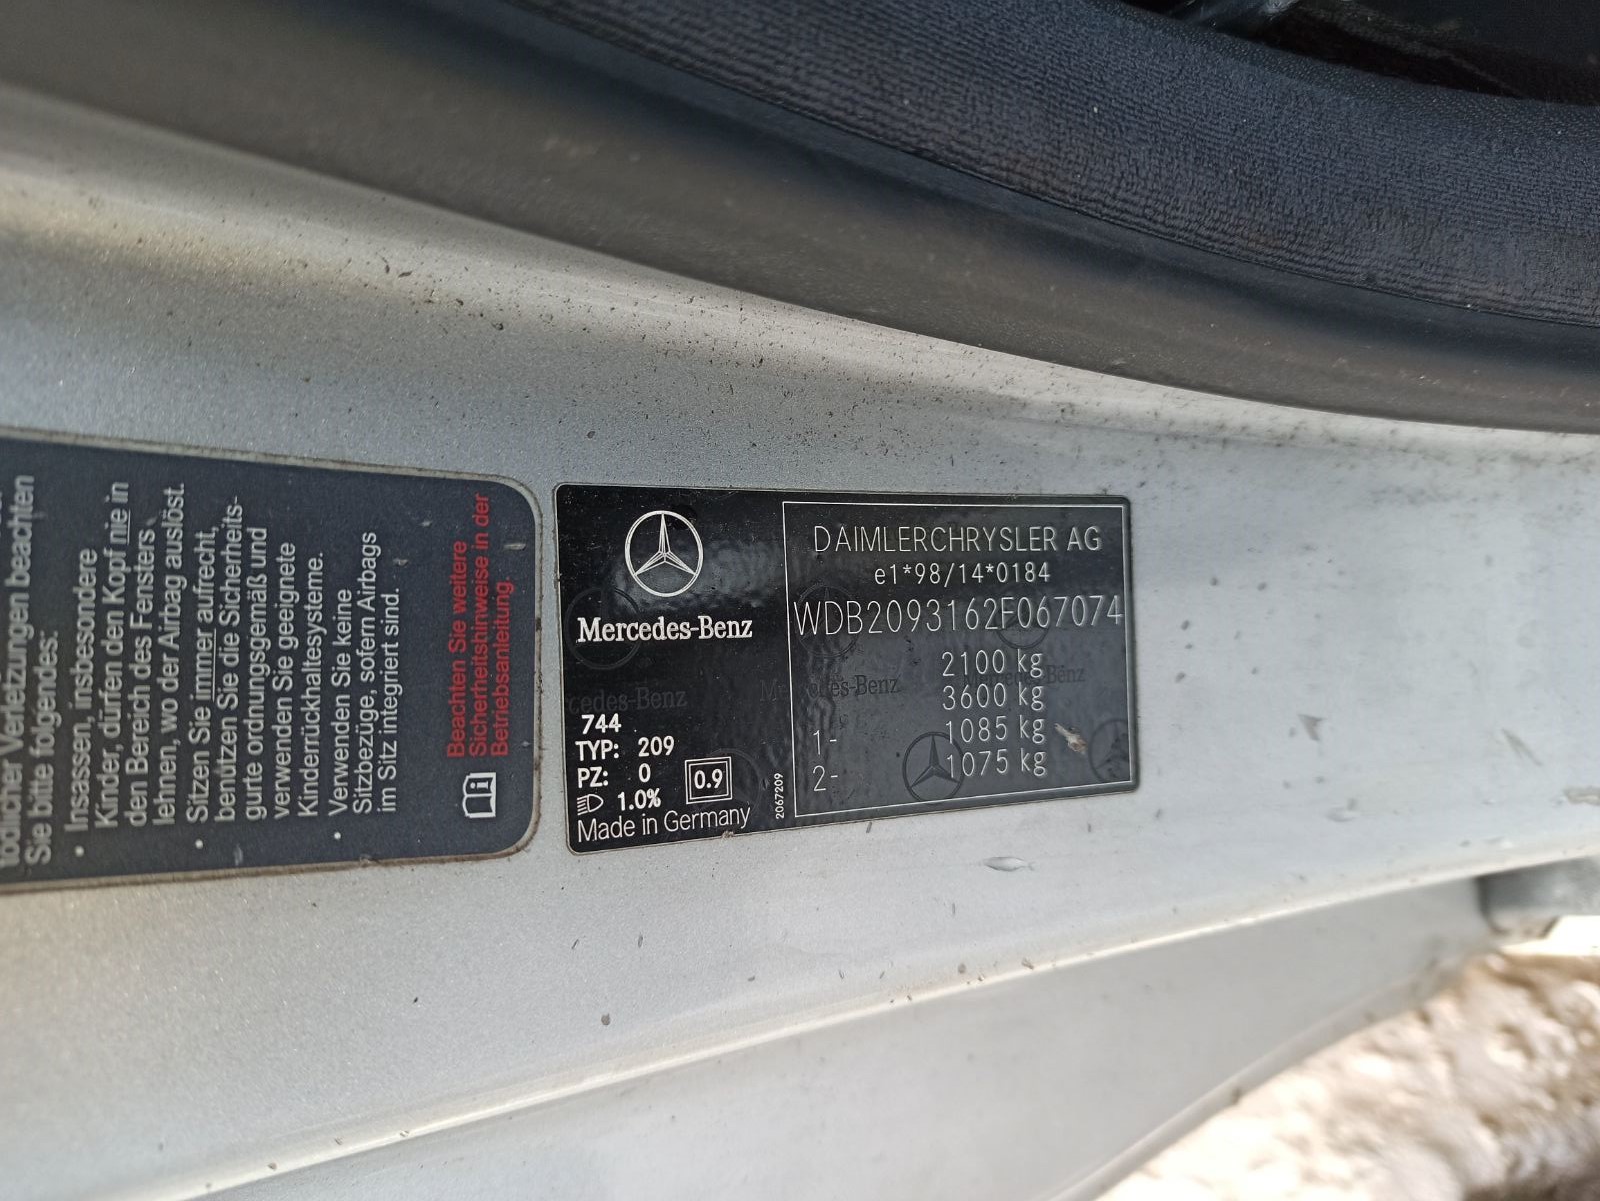 tödlicher Verletzungen beachten
Sie bitte folgendes:
• Insassen, insbesondere
Kinder, dürfen den Kopf nie in
den Bereich des Fensters
lehnen, wo der Airbag auslöst.
• Sitzen Sie immer aufrecht,
benutzen Sie die Sicherheits-
gurte ordnungsgemäß und
verwenden Sie geeignete
Kinderrückhaltesysteme.
• Verwenden Sie keine
Sitzbezüge, sofern Airbags
im Sitz integriert sind.
Beachten Sie weitere
Sicherheitshinweise in der
Betriebsanleitung.
Mercedes-Benz
744
TYP: 209
PZ: 0
1.0%
0.9
Made in Germany
2067209
DAIMLERCHRYSLER AG
e1*98/14*0184
WDB2093162F067074
2100 kg
3600 kg
1- 1085 kg
2- 1075 kg